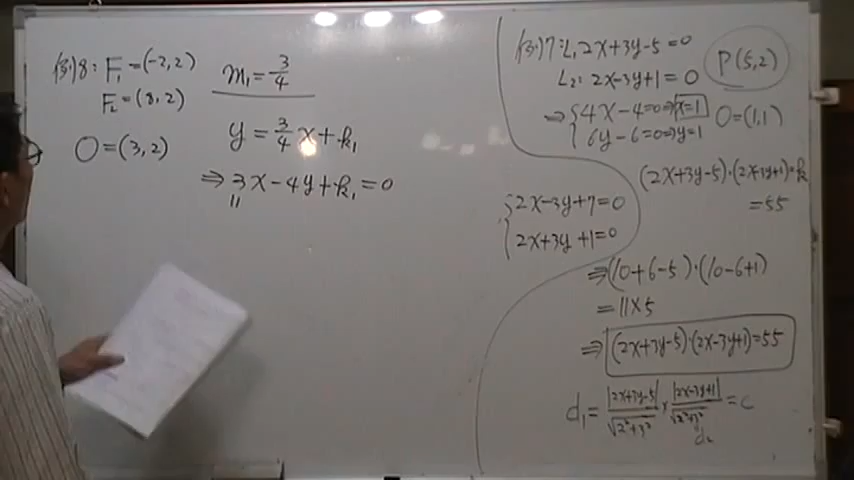 例8: F₁ = (-2, 2)
F₂ = (8, 2)
O = (3, 2)
m₁ = 3/4
y = 3/4 x + k₁
⇒ 3x - 4y + k₁ = 0
"
例7: L₁ 2x+3y-5=0
L₂: 2x-3y+1=0
P(5,2)
⇒ { 4x-4=0 ⇒ x=1
6y-6=0 ⇒ y=1
O=(1,1)
(2x+3y-5)·(2x-3y+1)=k
=55
{ 2x-3y+7=0
2x+3y+1=0
⇒ (10+6-5)·(10-6+1)
= 11×5
⇒ (2x+3y-5)·(2x-3y+1)=55
d₁ = |2x+3y-5|/√2²+3² × |2x-3y+1|/√2²+3² = c
d₂